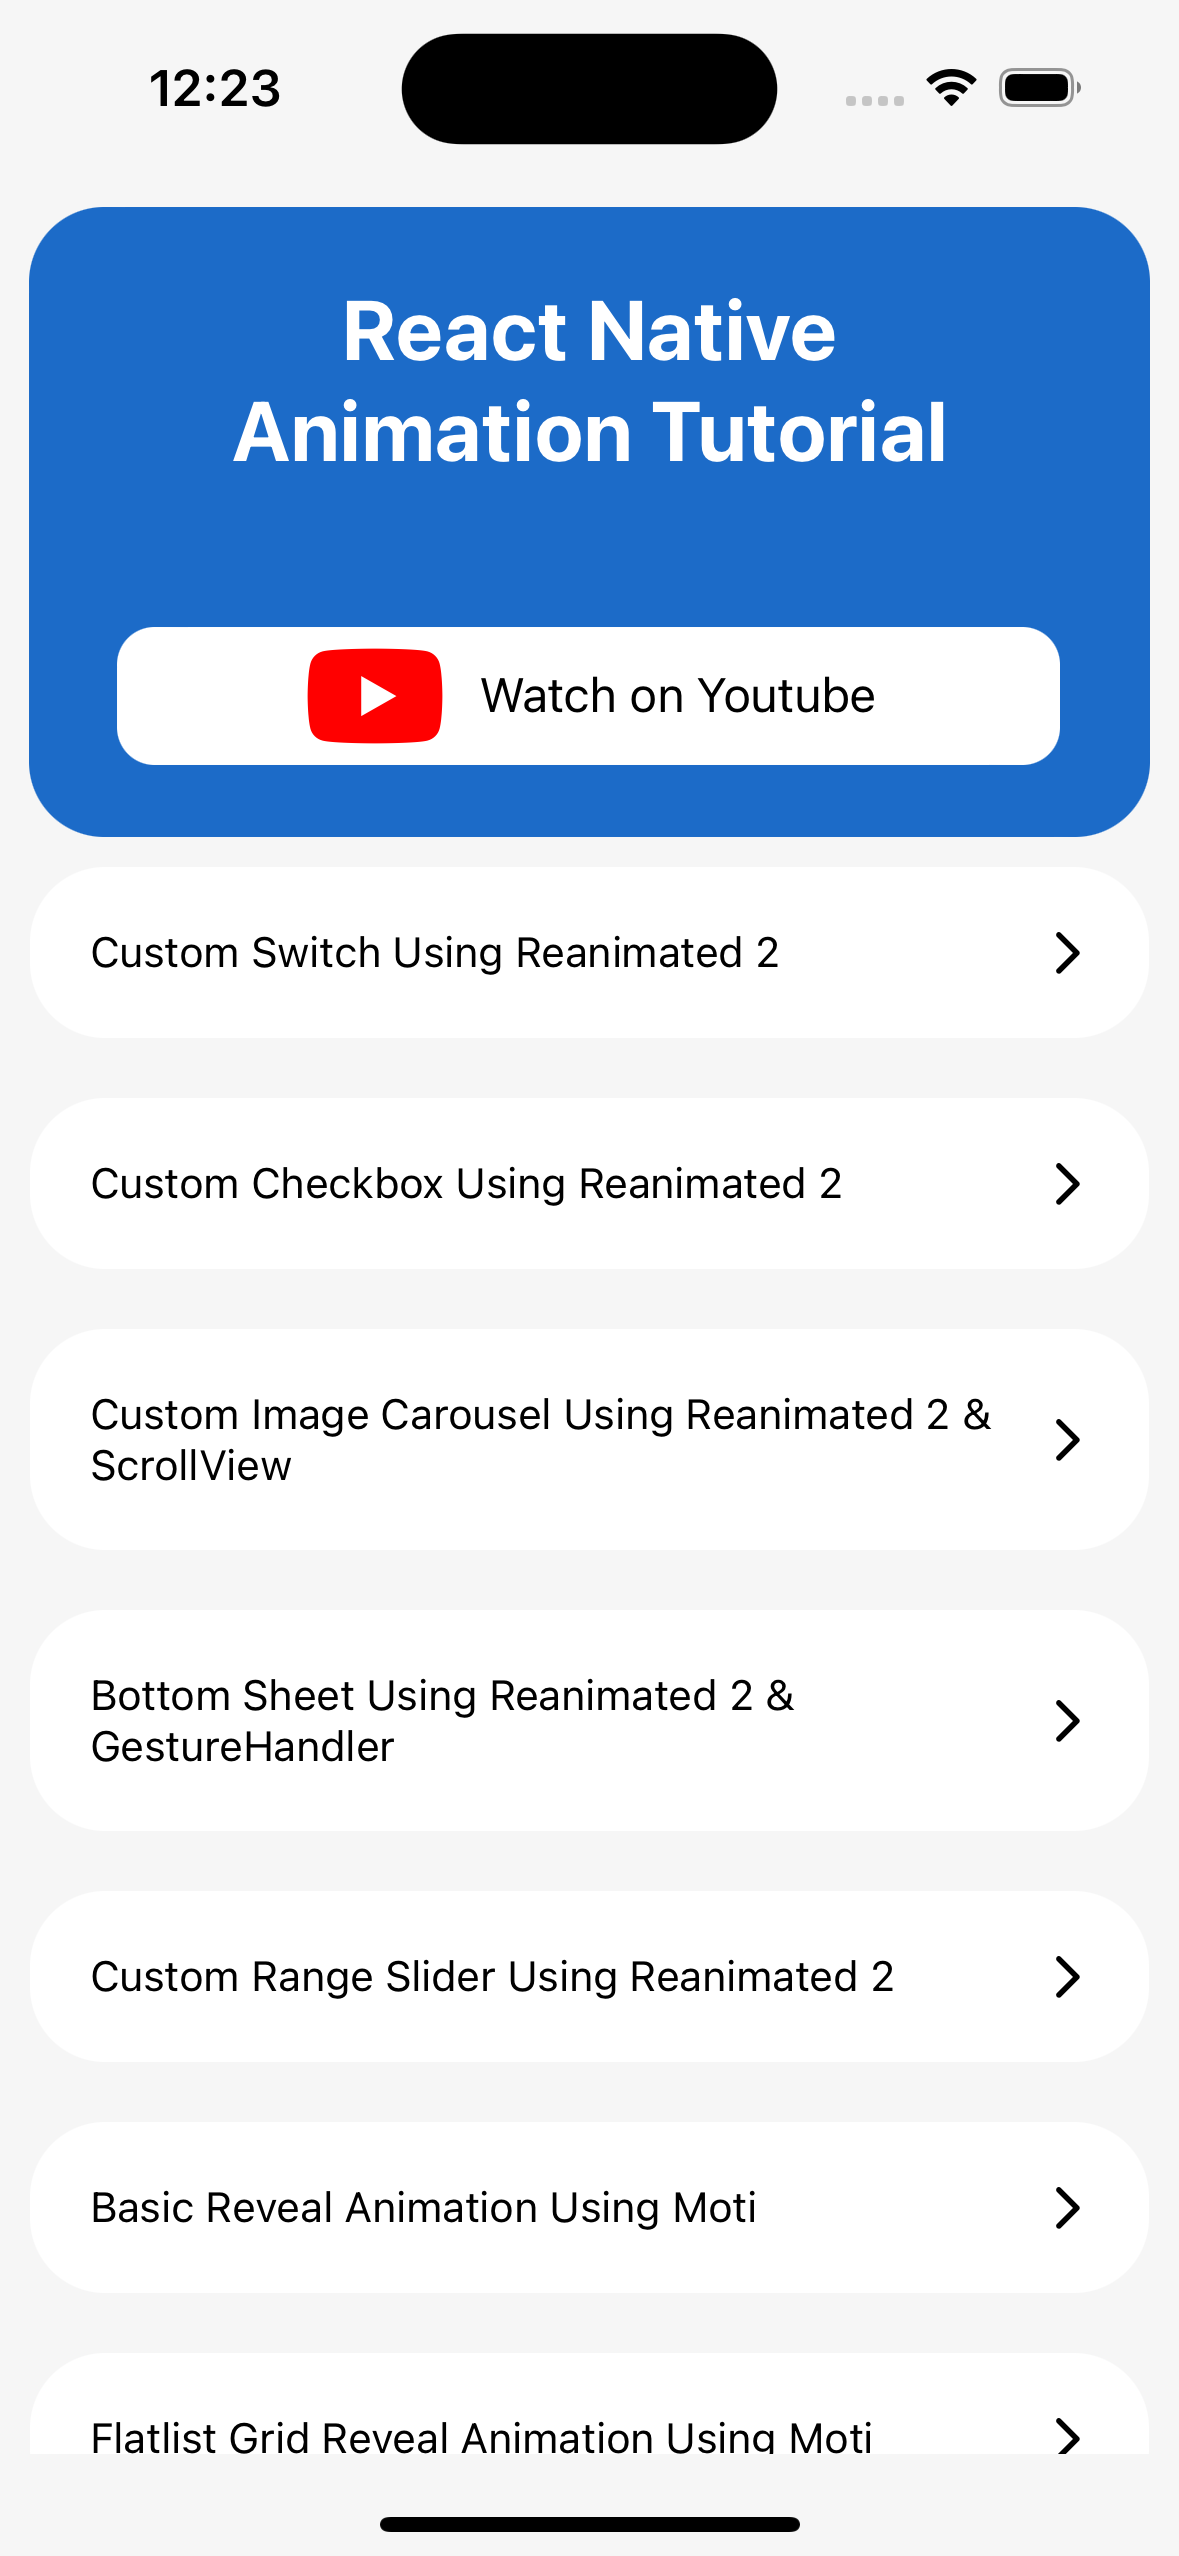 12:23
React Native
Animation Tutorial
Watch on Youtube
Custom Switch Using Reanimated 2
Custom Checkbox Using Reanimated 2
Custom Image Carousel Using Reanimated 2 &
ScrollView
Bottom Sheet Using Reanimated 2 &
GestureHandler
Custom Range Slider Using Reanimated 2
Basic Reveal Animation Using Moti
Flatlist Grid Reveal Animation Using Moti